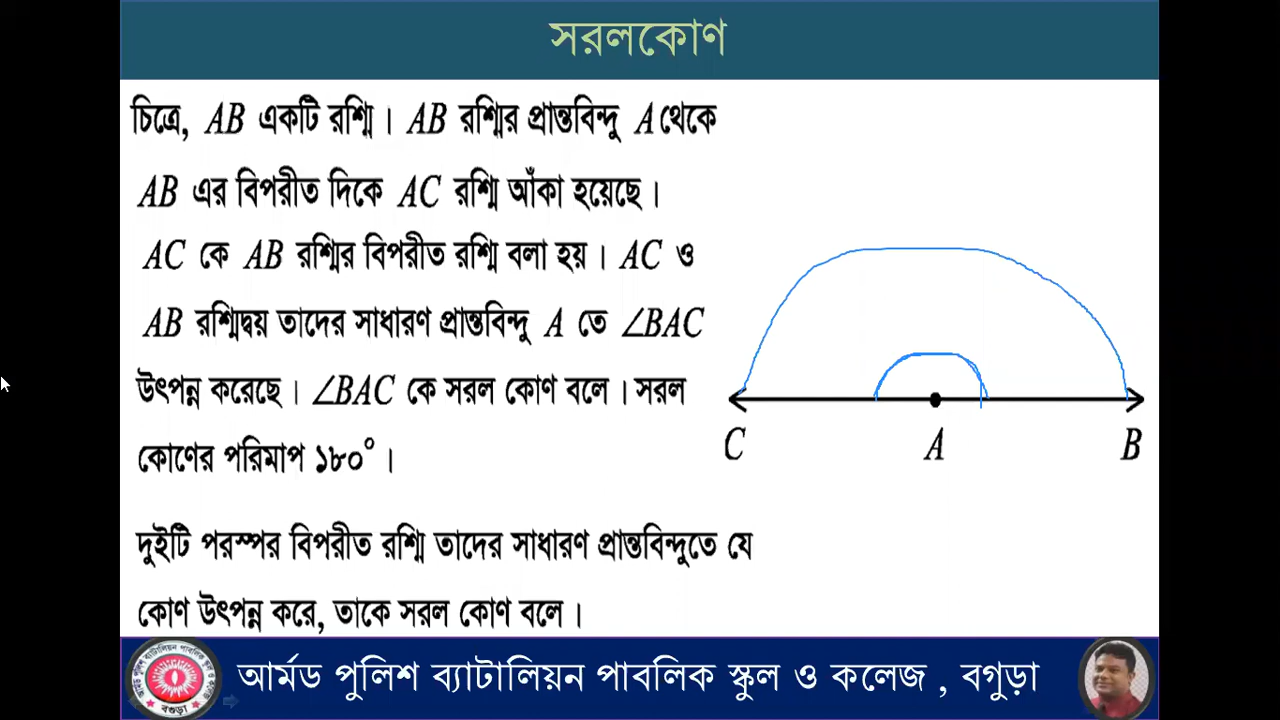 সরলকোণ
চিত্রে, AB একটি রশ্মি। AB রশ্মির প্রান্তবিন্দু A থেকে
AB এর বিপরীত দিকে AC রশ্মি আঁকা হয়েছে।
AC কে AB রশ্মির বিপরীত রশ্মি বলা হয়। AC ও
AB রশ্মিদ্বয় তাদের সাধারণ প্রান্তবিন্দু A তে ∠BAC
উৎপন্ন করেছে। ∠BAC কে সরল কোণ বলে। সরল
কোণের পরিমাপ ১৮০°।
C A B
দুইটি পরস্পর বিপরীত রশ্মি তাদের সাধারণ প্রান্তবিন্দুতে যে
কোণ উৎপন্ন করে, তাকে সরল কোণ বলে।
আর্মড পুলিশ ব্যাটালিয়ন পাবলিক স্কুল ও কলেজ , বগুড়া
বগুড়া